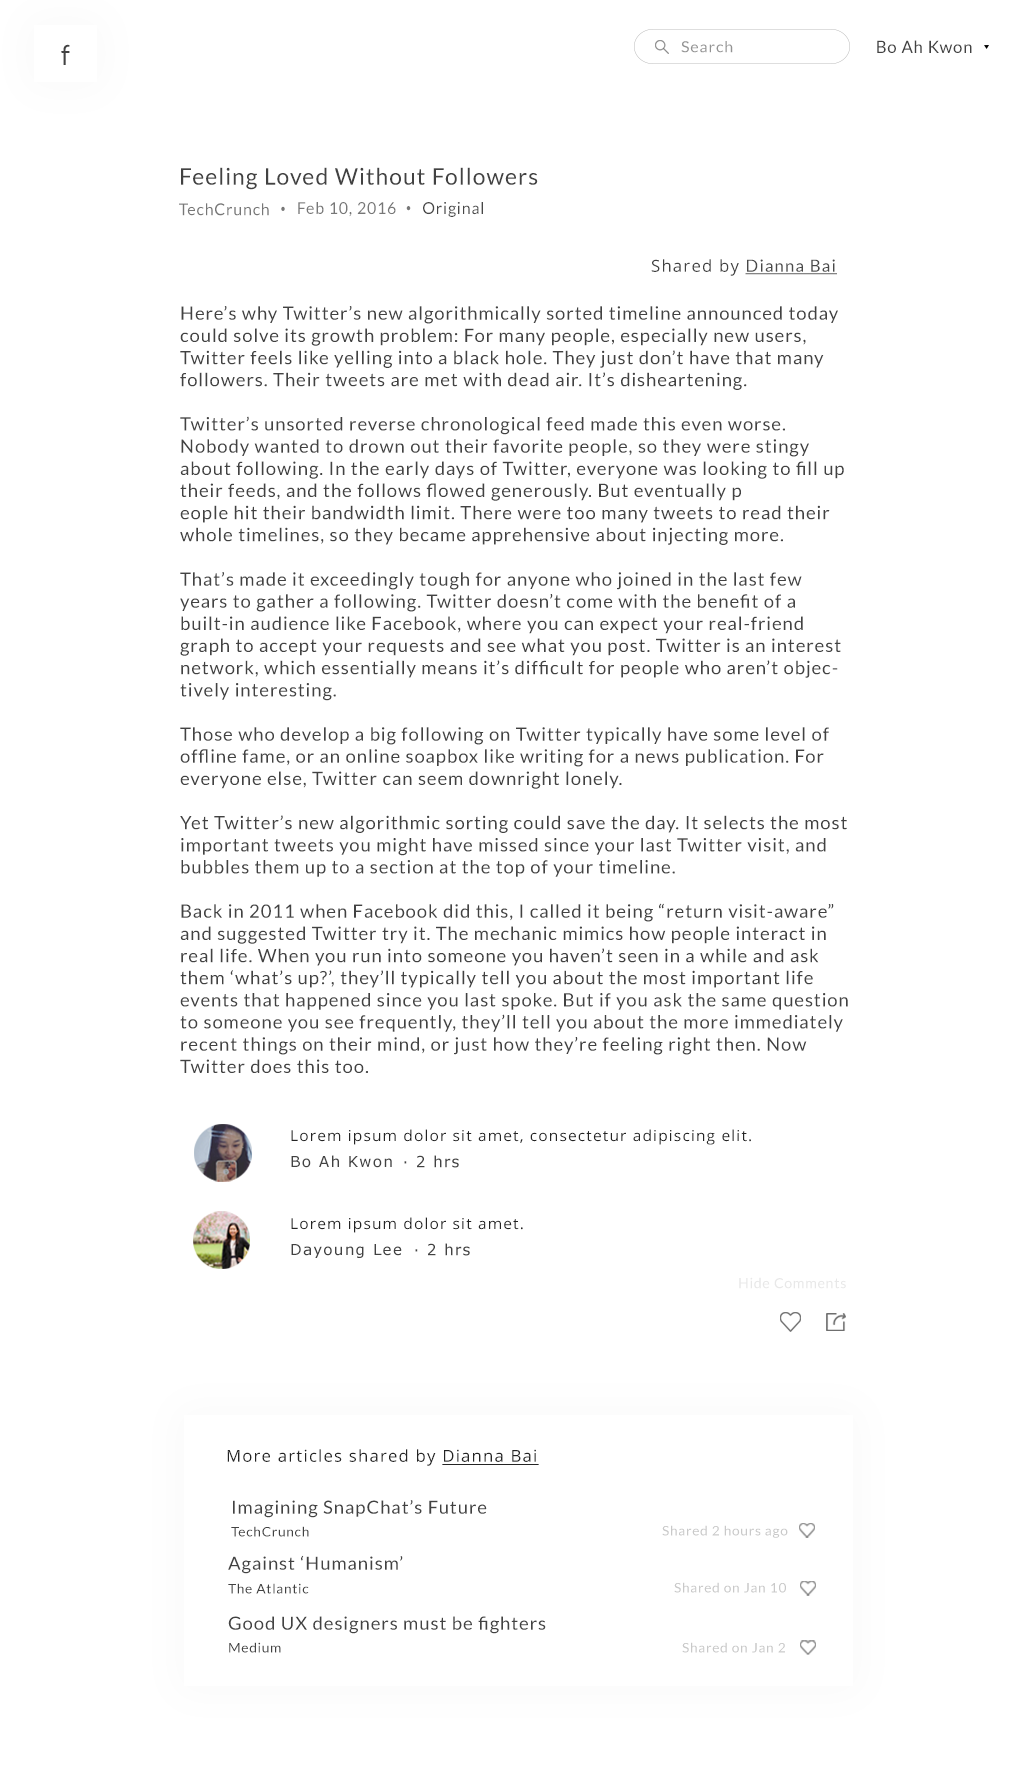 f
Search
Bo Ah Kwon
Feeling Loved Without Followers
TechCrunch • Feb 10, 2016 • Original
Shared by Dianna Bai
Here’s why Twitter’s new algorithmically sorted timeline announced today
could solve its growth problem: For many people, especially new users,
Twitter feels like yelling into a black hole. They just don’t have that many
followers. Their tweets are met with dead air. It’s disheartening.
Twitter’s unsorted reverse chronological feed made this even worse.
Nobody wanted to drown out their favorite people, so they were stingy
about following. In the early days of Twitter, everyone was looking to fill up
their feeds, and the follows flowed generously. But eventually p
eople hit their bandwidth limit. There were too many tweets to read their
whole timelines, so they became apprehensive about injecting more.
That’s made it exceedingly tough for anyone who joined in the last few
years to gather a following. Twitter doesn’t come with the benefit of a
built-in audience like Facebook, where you can expect your real-friend
graph to accept your requests and see what you post. Twitter is an interest
network, which essentially means it’s difficult for people who aren’t objec-
tively interesting.
Those who develop a big following on Twitter typically have some level of
offline fame, or an online soapbox like writing for a news publication. For
everyone else, Twitter can seem downright lonely.
Yet Twitter’s new algorithmic sorting could save the day. It selects the most
important tweets you might have missed since your last Twitter visit, and
bubbles them up to a section at the top of your timeline.
Back in 2011 when Facebook did this, I called it being “return visit-aware”
and suggested Twitter try it. The mechanic mimics how people interact in
real life. When you run into someone you haven’t seen in a while and ask
them ‘what’s up?’, they’ll typically tell you about the most important life
events that happened since you last spoke. But if you ask the same question
to someone you see frequently, they’ll tell you about the more immediately
recent things on their mind, or just how they’re feeling right then. Now
Twitter does this too.
Lorem ipsum dolor sit amet, consectetur adipiscing elit.
Bo Ah Kwon · 2 hrs
Lorem ipsum dolor sit amet.
Dayoung Lee · 2 hrs
Hide Comments
More articles shared by Dianna Bai
Imagining SnapChat’s Future
TechCrunch
Shared 2 hours ago
Against ‘Humanism’
The Atlantic
Shared on Jan 10
Good UX designers must be fighters
Medium
Shared on Jan 2